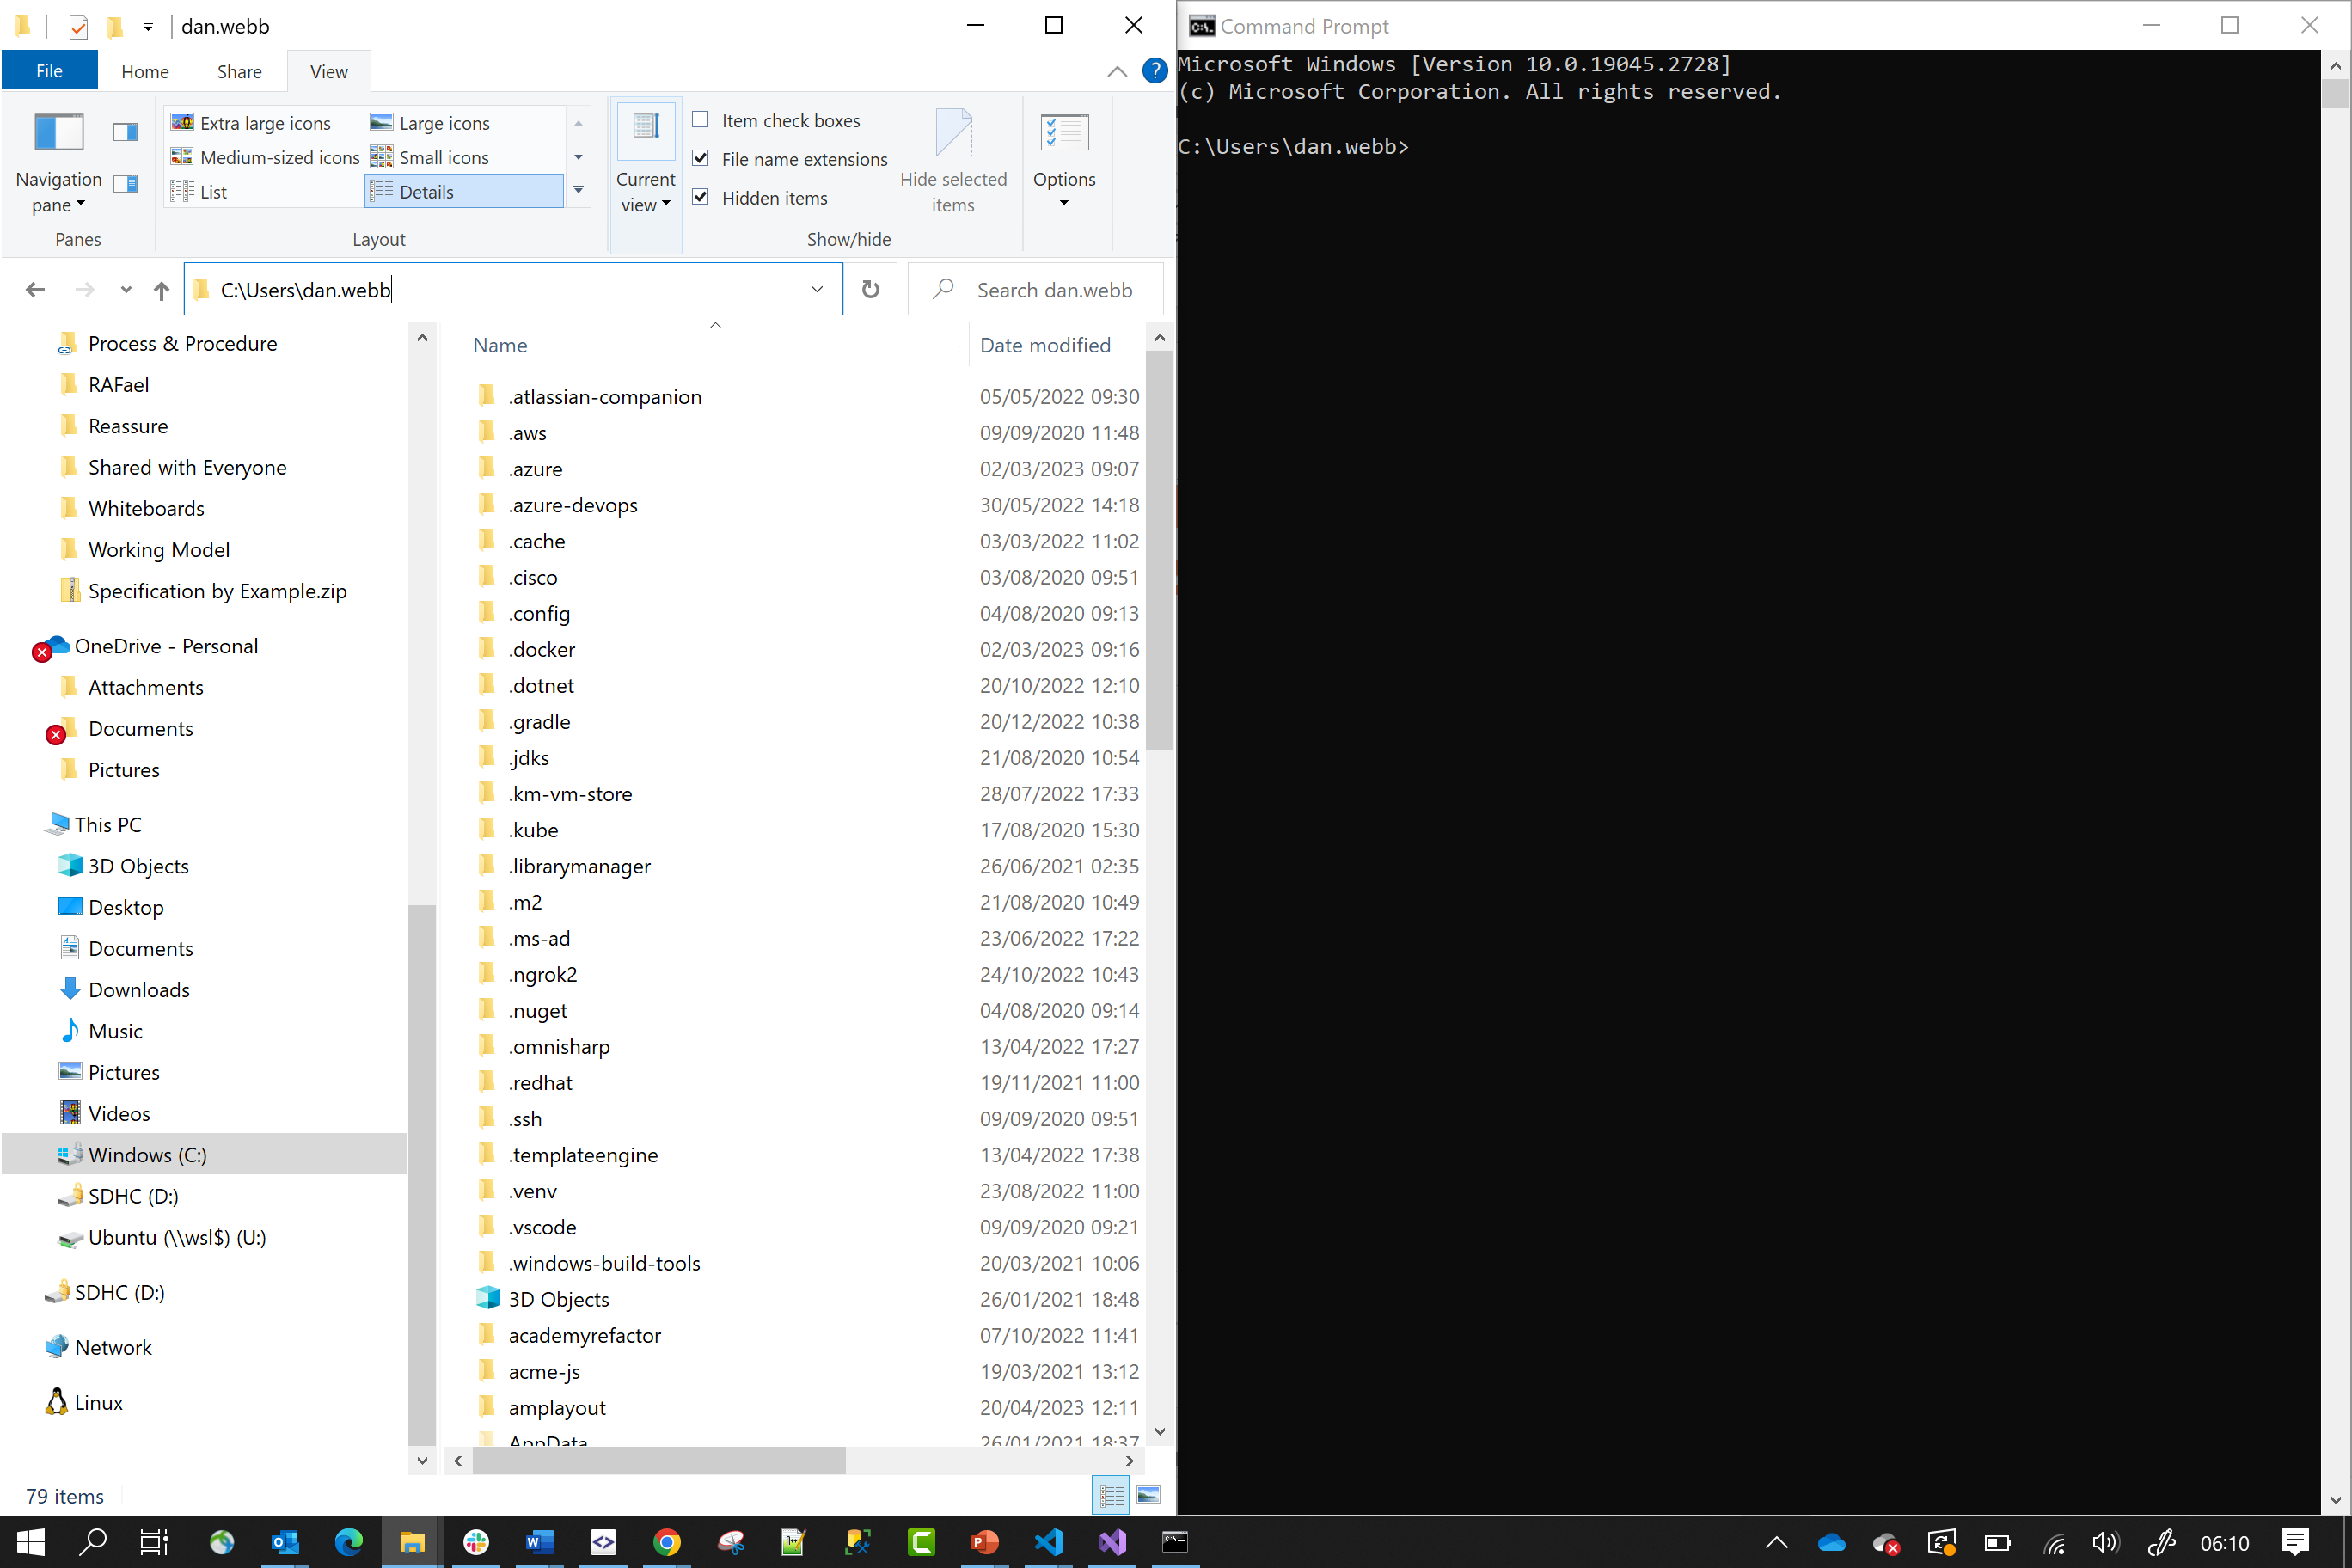 dan.webb
File Home Share View
Navigation pane
Panes
Extra large icons Large icons
Medium-sized icons Small icons
List Details
Layout
Current view
Item check boxes
File name extensions
Hidden items
Hide selected items
Show/hide
Options
C:\Users\dan.webb
Search dan.webb
Process & Procedure
RAFael
Reassure
Shared with Everyone
Whiteboards
Working Model
Specification by Example.zip
OneDrive - Personal
Attachments
Documents
Pictures
This PC
3D Objects
Desktop
Documents
Downloads
Music
Pictures
Videos
Windows (C:)
SDHC (D:)
Ubuntu (\\wsl$) (U:)
SDHC (D:)
Network
Linux
Name Date modified
.atlassian-companion 05/05/2022 09:30
.aws 09/09/2020 11:48
.azure 02/03/2023 09:07
.azure-devops 30/05/2022 14:18
.cache 03/03/2022 11:02
.cisco 03/08/2020 09:51
.config 04/08/2020 09:13
.docker 02/03/2023 09:16
.dotnet 20/10/2022 12:10
.gradle 20/12/2022 10:38
.jdks 21/08/2020 10:54
.km-vm-store 28/07/2022 17:33
.kube 17/08/2020 15:30
.librarymanager 26/06/2021 02:35
.m2 21/08/2020 10:49
.ms-ad 23/06/2022 17:22
.ngrok2 24/10/2022 10:43
.nuget 04/08/2020 09:14
.omnisharp 13/04/2022 17:27
.redhat 19/11/2021 11:00
.ssh 09/09/2020 09:51
.templateengine 13/04/2022 17:38
.venv 23/08/2022 11:00
.vscode 09/09/2020 09:21
.windows-build-tools 20/03/2021 10:06
3D Objects 26/01/2021 18:48
academyrefactor 07/10/2022 11:41
acme-js 19/03/2021 13:12
amplayout 20/04/2023 12:11
AppData 26/01/2021 18:37
79 items
Command Prompt
Microsoft Windows [Version 10.0.19045.2728]
(c) Microsoft Corporation. All rights reserved.
C:\Users\dan.webb>
06:10